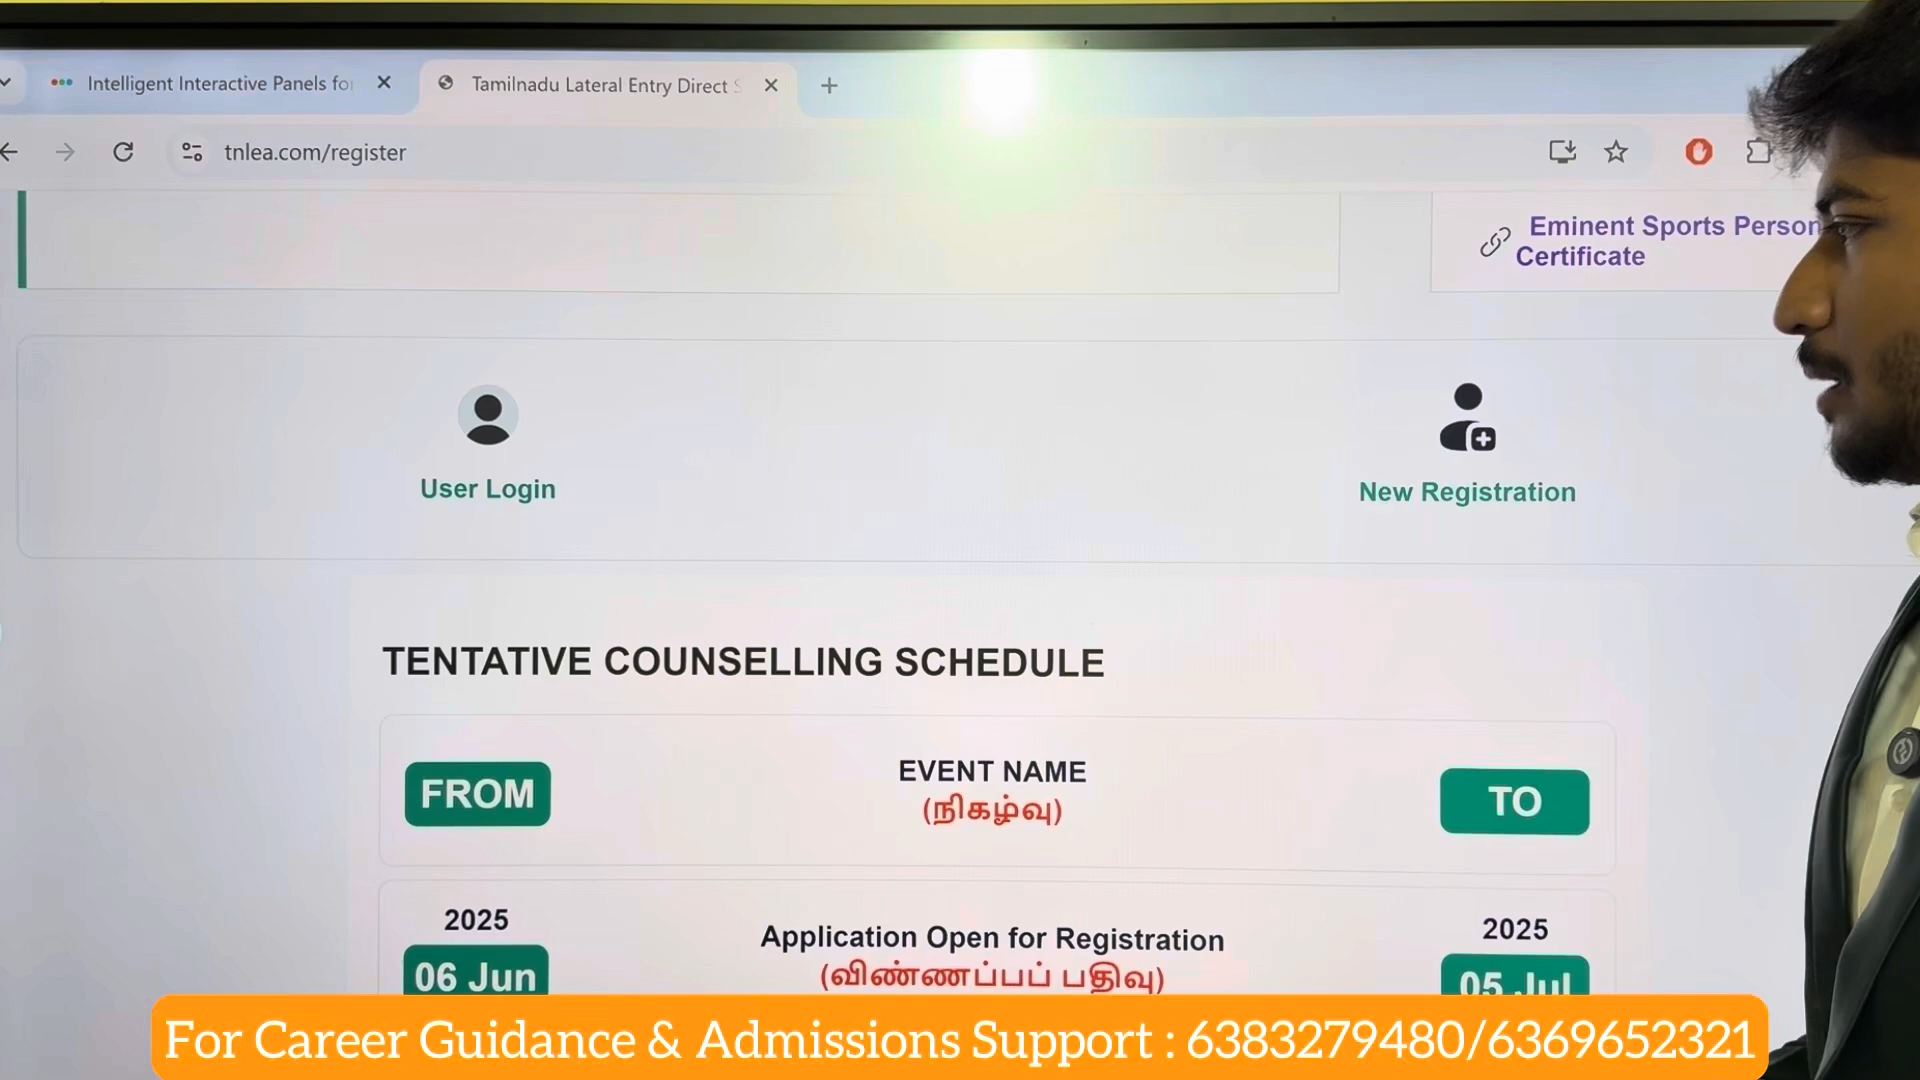 Intelligent Interactive Panels for
Tamilnadu Lateral Entry Direct S
tnlea.com/register
Eminent Sports Person
Certificate
User Login
New Registration
TENTATIVE COUNSELLING SCHEDULE
FROM
EVENT NAME
(நிகழ்வு)
TO
2025
Application Open for Registration
2025
06 Jun
(விண்ணப்பப் பதிவு)
05 Jul
For Career Guidance & Admissions Support : 6383279480/6369652321